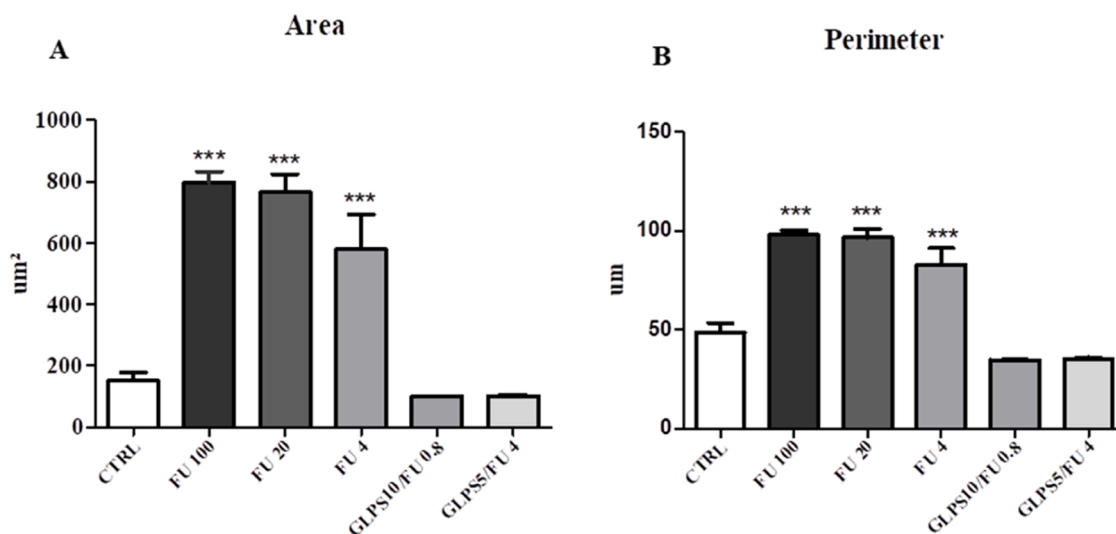 A
Area
um²
1000
800
600
400
200
0
***
***
***
CTRL
FU 100
FU 20
FU 4
GLPS10/FU 0.8
GLPS5/FU 4
B
Perimeter
um
150
100
50
0
***
***
***
CTRL
FU 100
FU 20
FU 4
GLPS10/FU 0.8
GLPS5/FU 4